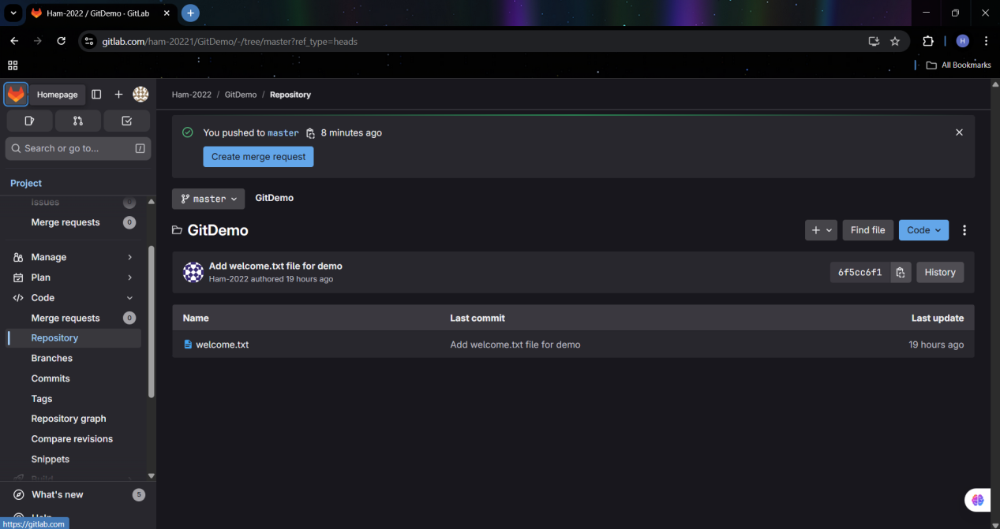 Ham-2022 / GitDemo · GitLab
gitlab.com/ham-20221/GitDemo/-/tree/master?ref_type=heads
H
All Bookmarks
Homepage
Search or go to...
/
Project
Issues 0
Merge requests 0
Manage
Plan
Code
Merge requests 0
Repository
Branches
Commits
Tags
Repository graph
Compare revisions
Snippets
Build
What's new 5
Help
https://gitlab.com
Ham-2022 / GitDemo / Repository
You pushed to master 8 minutes ago
Create merge request
master GitDemo
GitDemo
Find file Code
Add welcome.txt file for demo
Ham-2022 authored 19 hours ago
6f5cc6f1 History
Name Last commit Last update
welcome.txt Add welcome.txt file for demo 19 hours ago